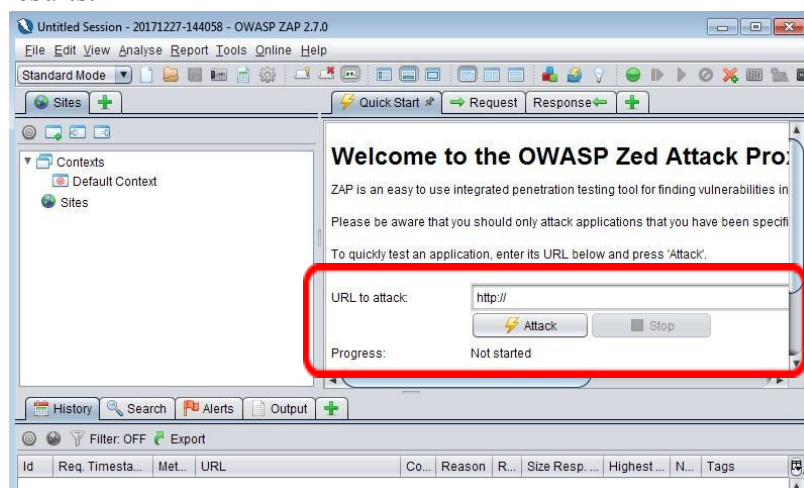 Untitled Session - 20171227-144058 - OWASP ZAP 2.7.0
File Edit View Analyse Report Tools Online Help
Standard Mode
Sites
Quick Start Request Response
Contexts
Default Context
Sites
Welcome to the OWASP Zed Attack Pro
ZAP is an easy to use integrated penetration testing tool for finding vulnerabilities in
Please be aware that you should only attack applications that you have been specifi
To quickly test an application, enter its URL below and press 'Attack'.
URL to attack: http://
Attack Stop
Progress: Not started
History Search Alerts Output
Filter: OFF Export
Id Req. Timesta... Met... URL Co... Reason R... Size Resp. ... Highest ... N... Tags